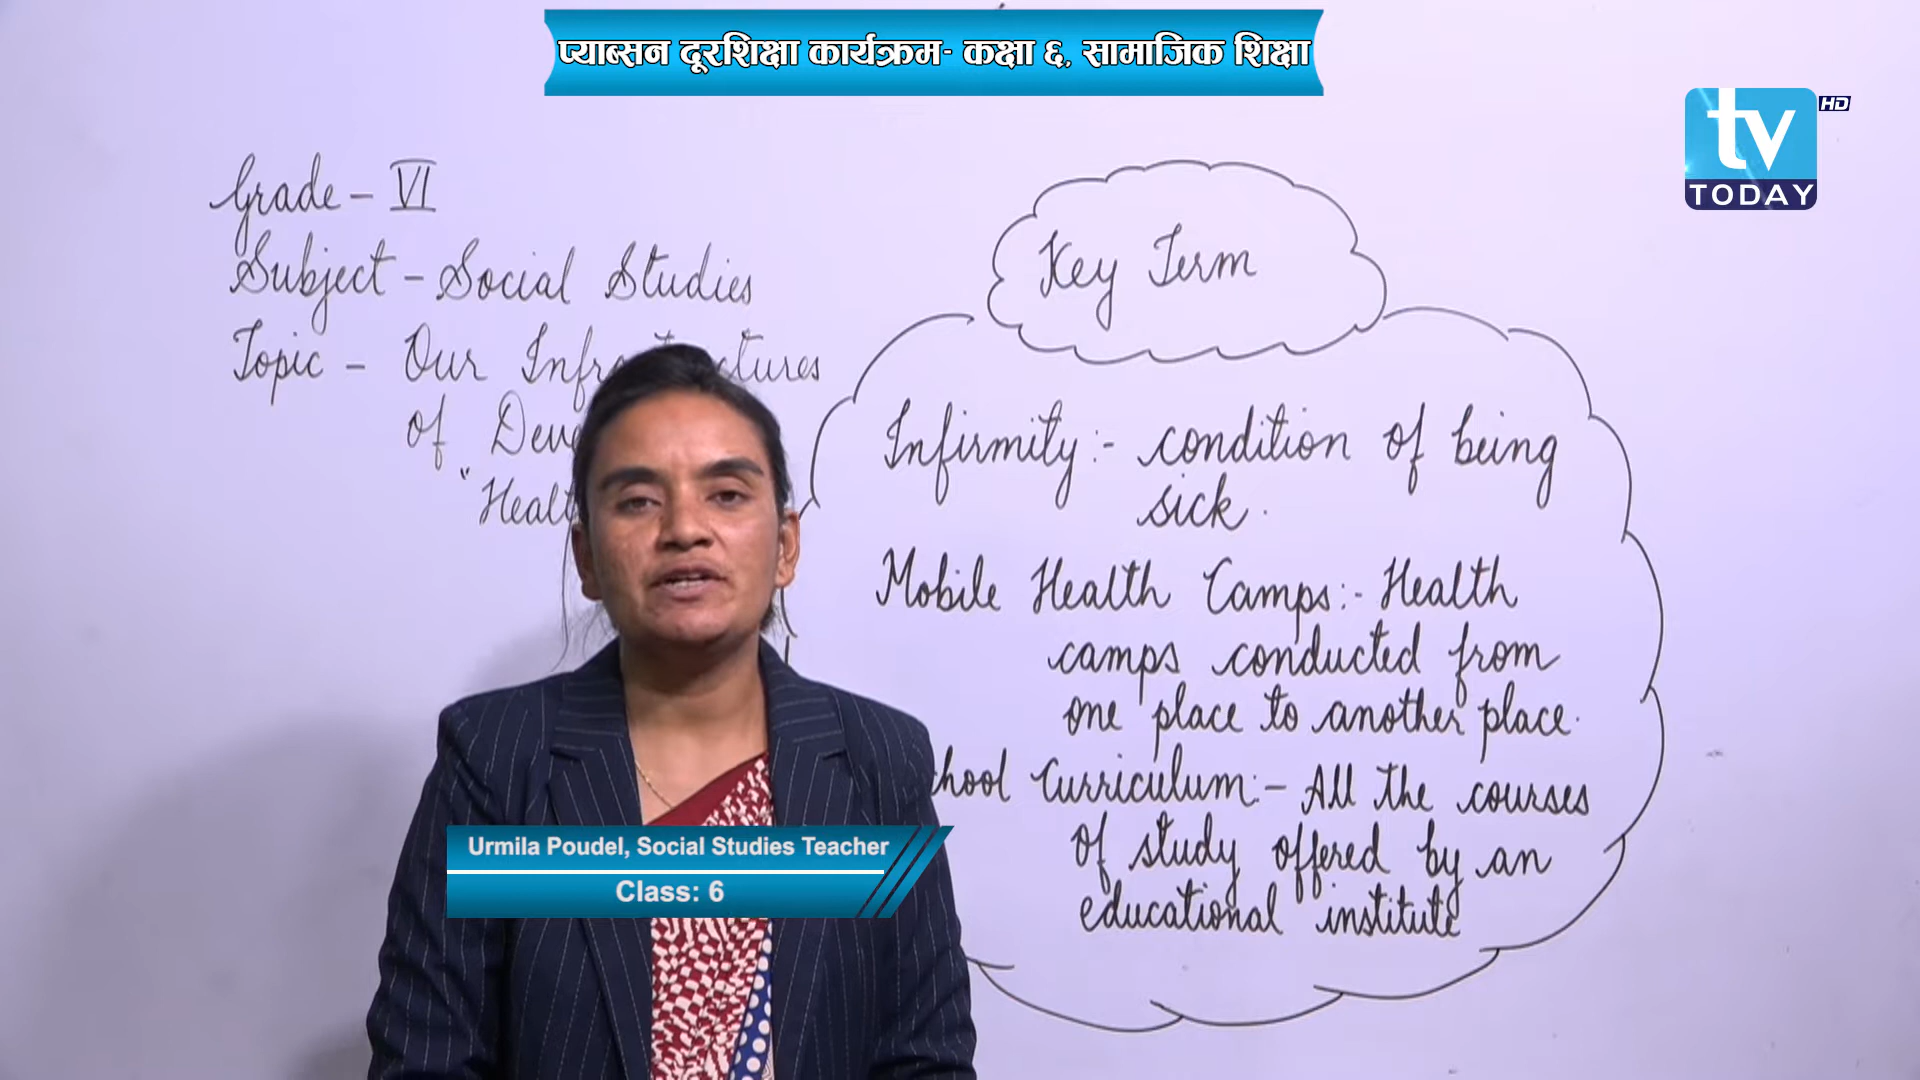 प्याब्सन दूरशिक्षा कार्यक्रम- कक्षा ६, सामाजिक शिक्षा
tv HD
TODAY
Grade - VI
Subject - Social Studies
Topic - Our
of
"
Key Term
Infirmity:- condition of being
sick.
Mobile Health Camps:- Health
camps conducted from
one place to another place.
Curriculum:- All the courses
of study offered by an
educational institute
Urmila Poudel, Social Studies Teacher
Class: 6